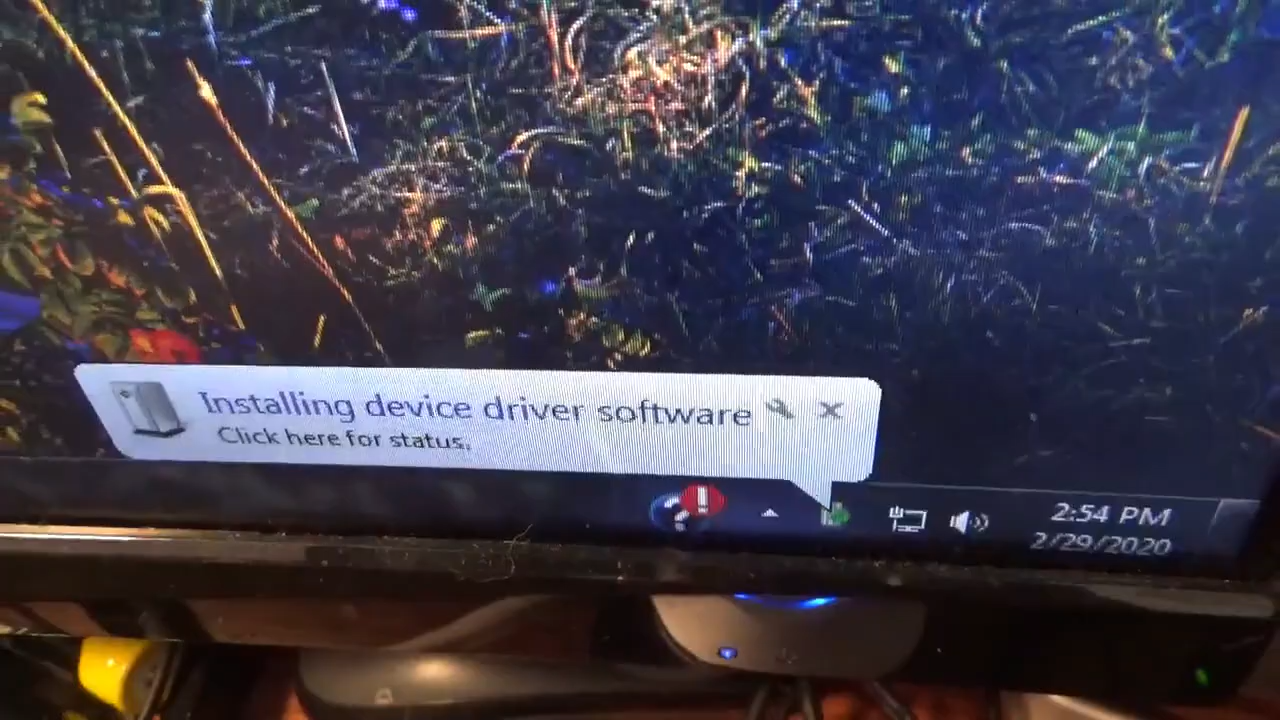 Installing device driver software
Click here for status.
2:54 PM
2/29/2020